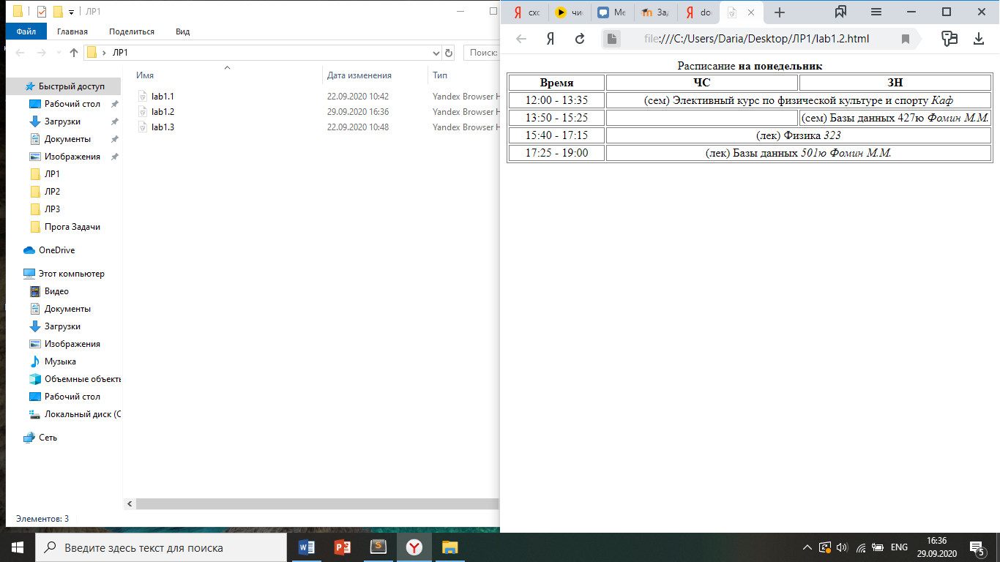 ЛР1
Файл
Главная
Поделиться
Вид
ЛР1
Поиск:
Имя
Дата изменения
Тип
lab1.1
22.09.2020 10:42
Yandex Browser H
lab1.2
29.09.2020 16:36
Yandex Browser H
lab1.3
22.09.2020 10:48
Yandex Browser H
Быстрый доступ
Рабочий стол
Загрузки
Документы
Изображения
ЛР1
ЛР2
ЛР3
Прога Задачи
OneDrive
Этот компьютер
Видео
Документы
Загрузки
Изображения
Музыка
Объемные объекты
Рабочий стол
Локальный диск (C
Сеть
Элементов: 3
Я схо
чис
Ме
Зад
Я do
Я
file:///C:/Users/Daria/Desktop/ЛР1/lab1.2.html
Расписание на понедельник
Время ЧС ЗН
12:00 - 13:35 (сем) Элективный курс по физической культуре и спорту Каф
13:50 - 15:25 (сем) Базы данных 427ю Фомин М.М.
15:40 - 17:15 (лек) Физика 323
17:25 - 19:00 (лек) Базы данных 501ю Фомин М.М.
Введите здесь текст для поиска
ENG
16:36
29.09.2020
5